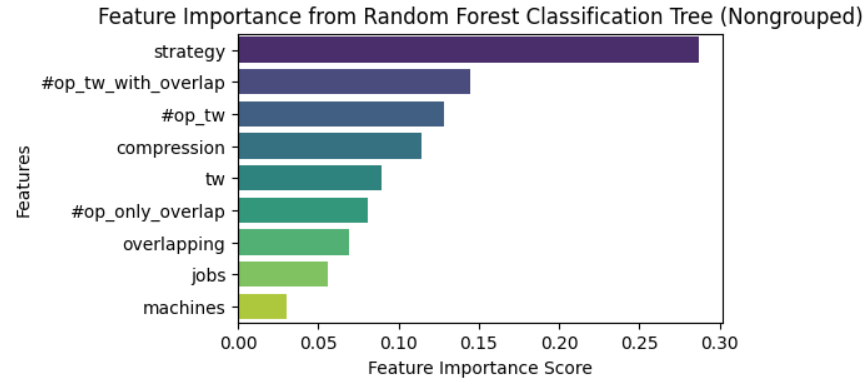 Feature Importance from Random Forest Classification Tree (Nongrouped)
strategy
#op_tw_with_overlap
#op_tw
compression
tw
#op_only_overlap
overlapping
jobs
machines
Features
0.00 0.05 0.10 0.15 0.20 0.25 0.30
Feature Importance Score